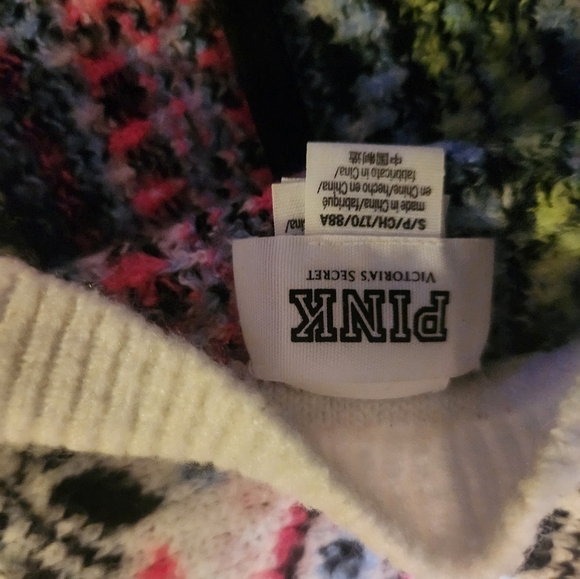 PINK
VICTORIA'S SECRET
S/P/CH/170/88A
made in China/fabriqué
en Chine/hecho en China/
fabbricato in Cina/
中国制造
ina/